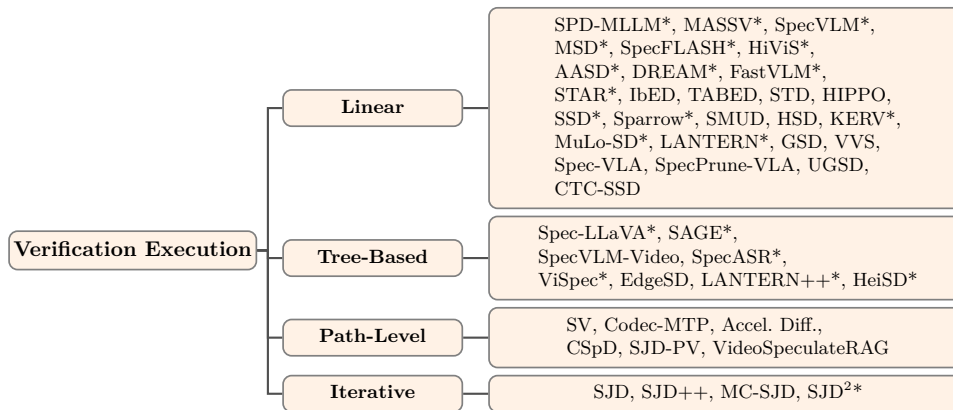 SPD-MLLM*, MASSV*, SpecVLM*,
MSD*, SpecFLASH*, HiViS*,
AASD*, DREAM*, FastVLM*,
STAR*, IbED, TABED, STD, HIPPO,
SSD*, Sparrow*, SMUD, HSD, KERV*,
MuLo-SD*, LANTERN*, GSD, VVS,
Spec-VLA, SpecPrune-VLA, UGSD,
CTC-SSD
Linear
Verification Execution
Spec-LLaVA*, SAGE*,
SpecVLM-Video, SpecASR*,
ViSpec*, EdgeSD, LANTERN++*, HeiSD*
Tree-Based
SV, Codec-MTP, Accel. Diff.,
CSpD, SJD-PV, VideoSpeculateRAG
Path-Level
Iterative
SJD, SJD++, MC-SJD, SJD²*